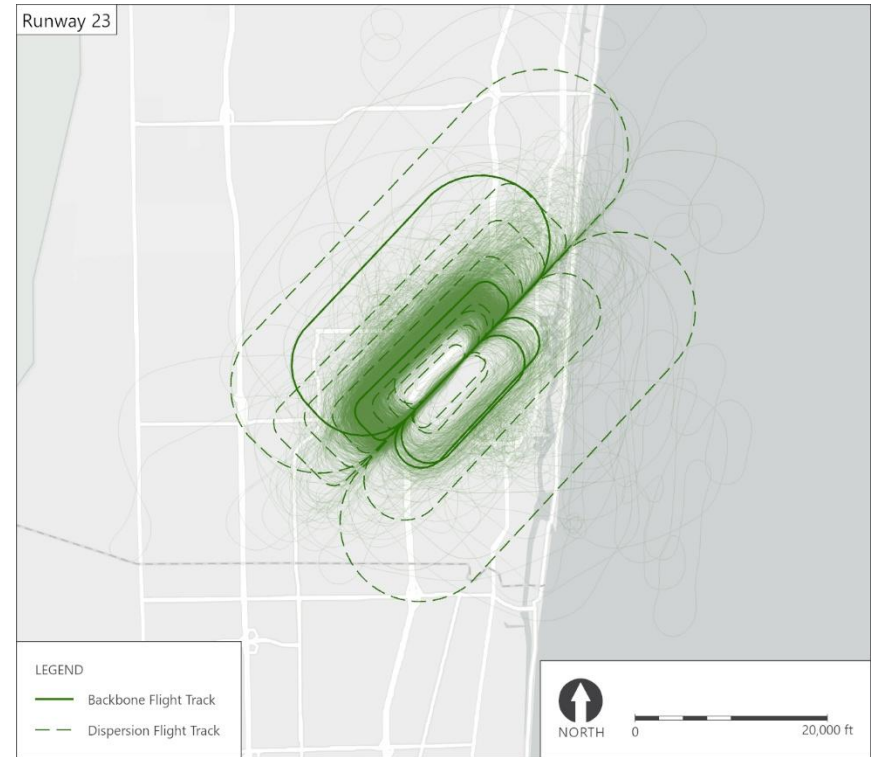 Runway 23
LEGEND
Backbone Flight Track
Dispersion Flight Track
NORTH
0 20,000 ft